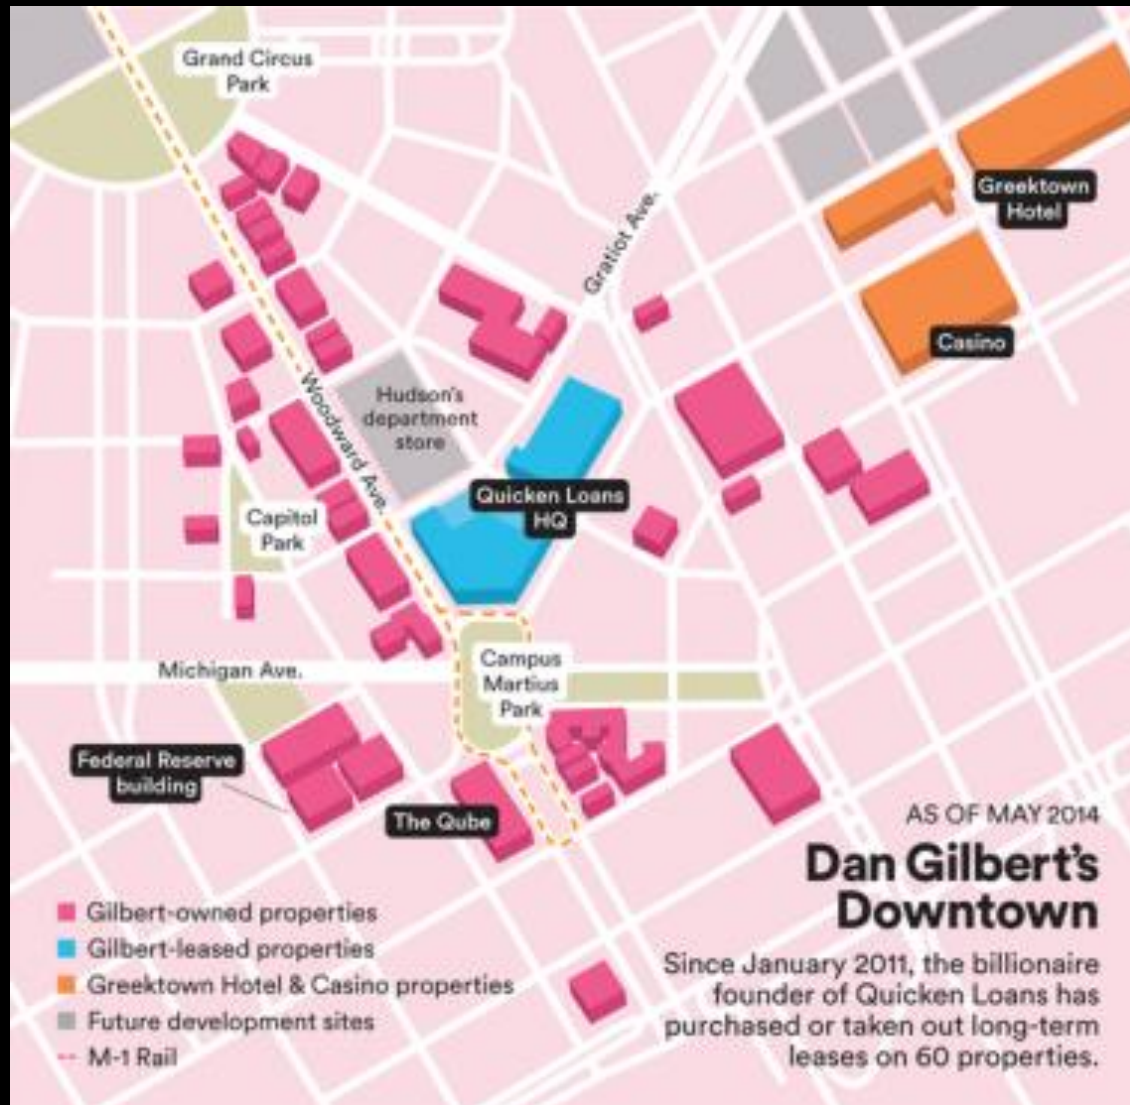 Grand Circus
Park
Gratiot Ave.
Greektown
Hotel
Casino
Hudson's
department
store
Woodward Ave.
Quicken Loans
HQ
Capitol
Park
Michigan Ave.
Campus
Martius
Park
Federal Reserve
building
The Qube
AS OF MAY 2014
Dan Gilbert's
Downtown
Since January 2011, the billionaire
founder of Quicken Loans has
purchased or taken out long-term
leases on 60 properties.
Gilbert-owned properties
Gilbert-leased properties
Greektown Hotel & Casino properties
Future development sites
M-1 Rail